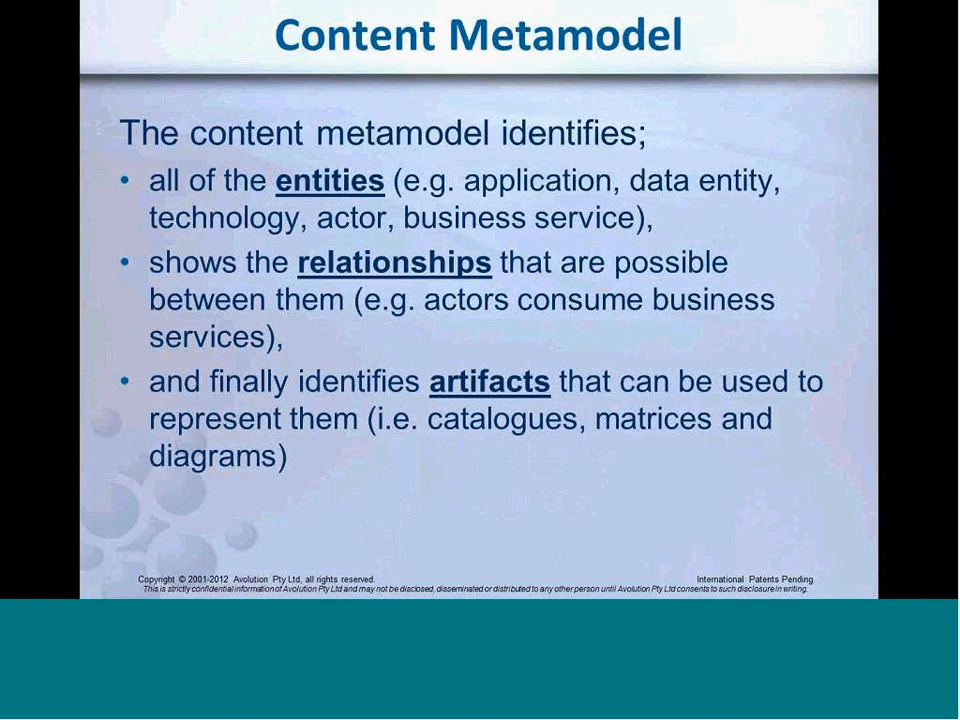 Content Metamodel
The content metamodel identifies;
• all of the entities (e.g. application, data entity,
technology, actor, business service),
• shows the relationships that are possible
between them (e.g. actors consume business
services),
• and finally identifies artifacts that can be used to
represent them (i.e. catalogues, matrices and
diagrams)
Copyright © 2001-2012 Avolution Pty Ltd, all rights reserved. International Patents Pending
This is strictly confidential information of Avolution Pty Ltd and may not be disclosed, disseminated or distributed to any other person until Avolution Pty Ltd consents to such disclosure in writing.